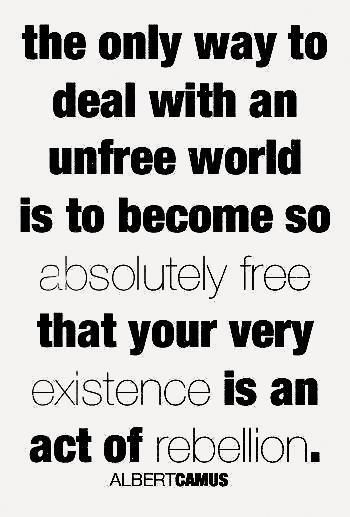 the only way to
deal with an
unfree world
is to become so
absolutely free
that your very
existence is an
act of rebellion.
ALBERTCAMUS